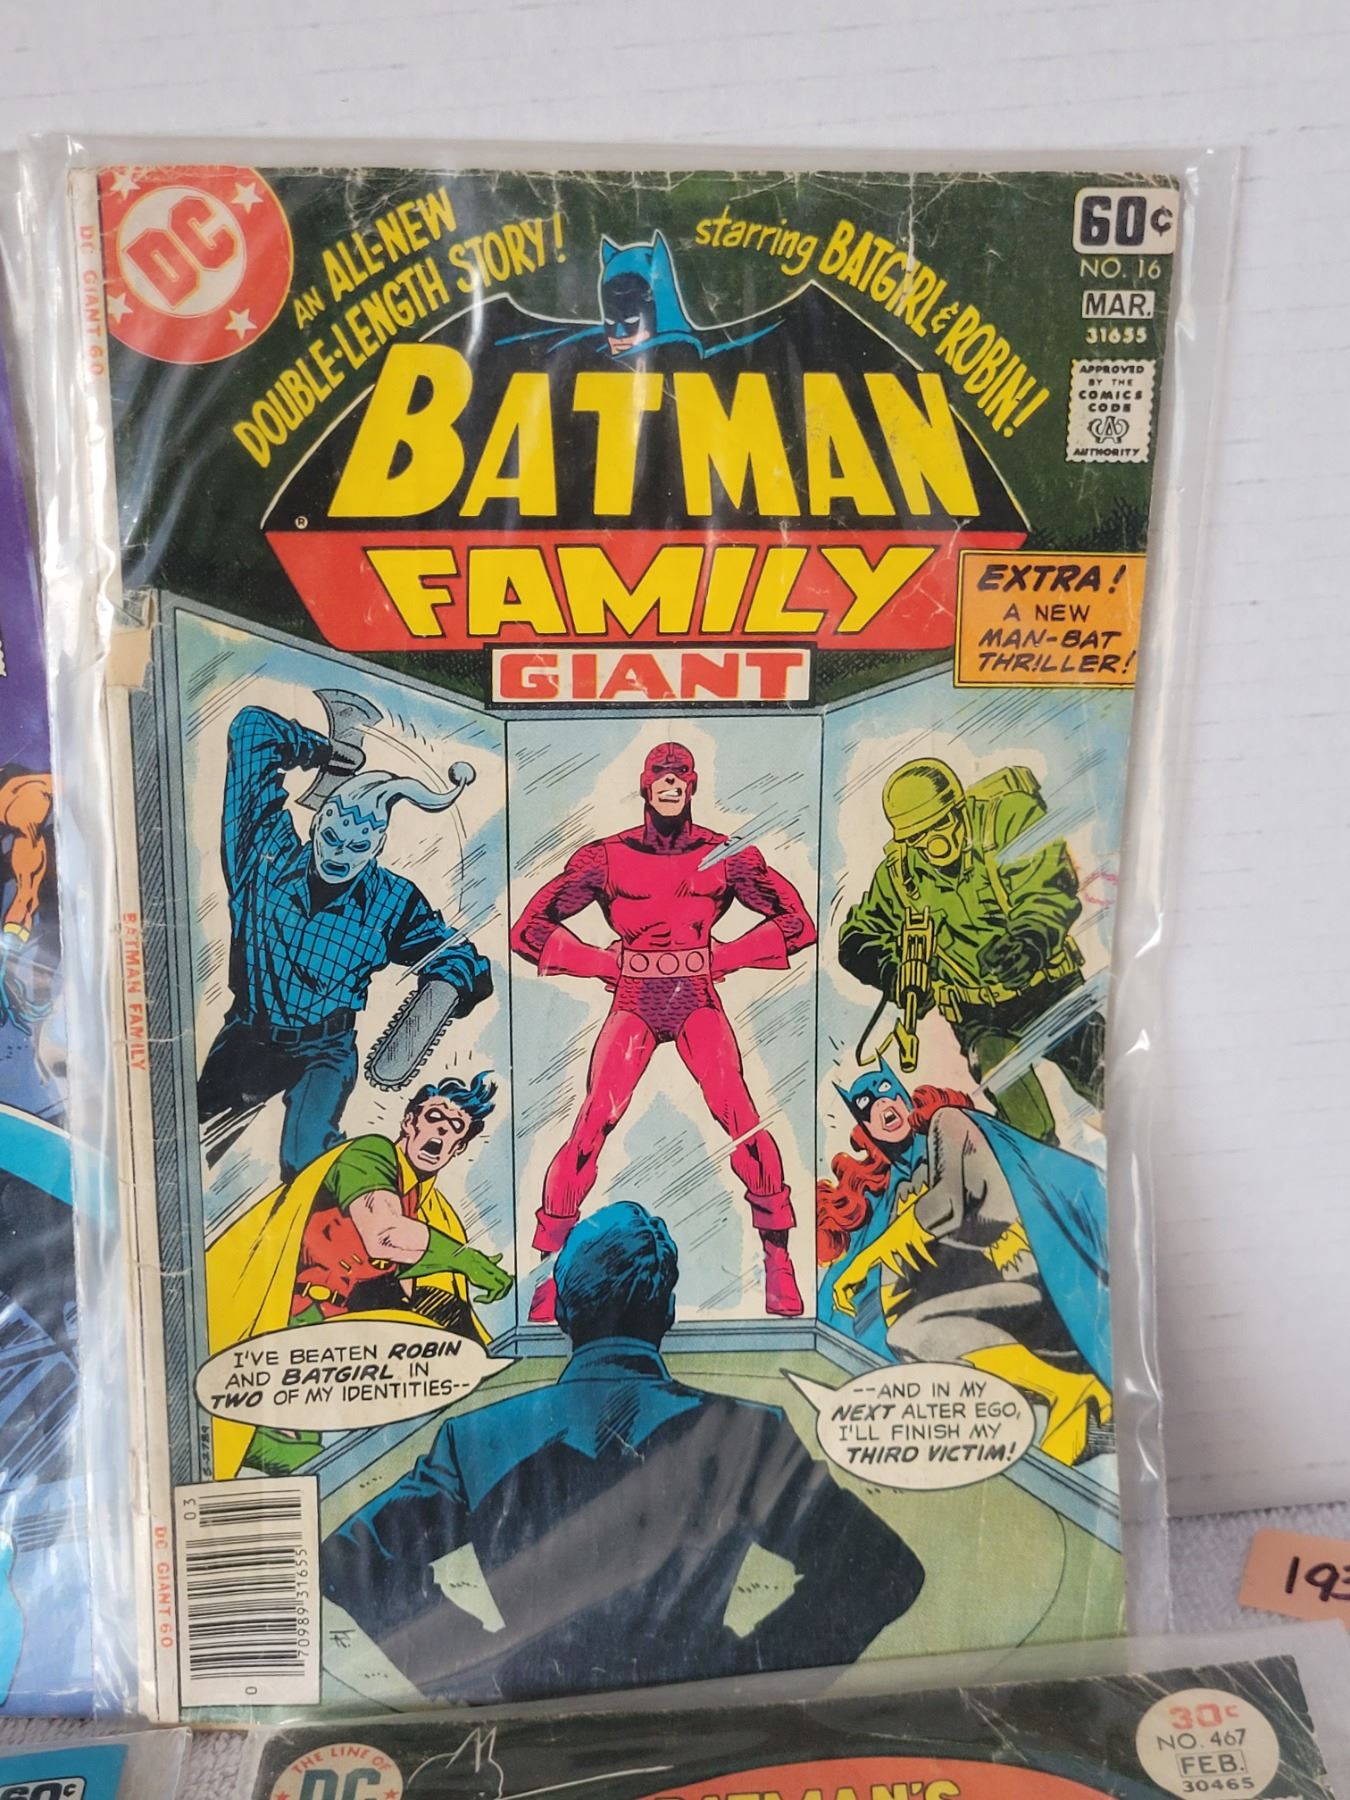 DC
AN ALL-NEW
DOUBLE-LENGTH STORY!
starring BATGIRL & ROBIN!
60¢
NO. 16
MAR.
31655
APPROVED
BY THE
COMICS
CODE
CA
AUTHORITY
BATMAN
®
FAMILY
GIANT
EXTRA!
A NEW
MAN-BAT
THRILLER!
DC GIANT 60
BATMAN FAMILY
DC GIANT 60
I'VE BEATEN ROBIN
AND BATGIRL IN
TWO OF MY IDENTITIES--
--AND IN MY
NEXT ALTER EGO,
I'LL FINISH MY
THIRD VICTIM!
03
70989 31655
0
193
60¢
THE LINE OF
DC
30¢
NO. 467
FEB.
30465
BATMAN'S